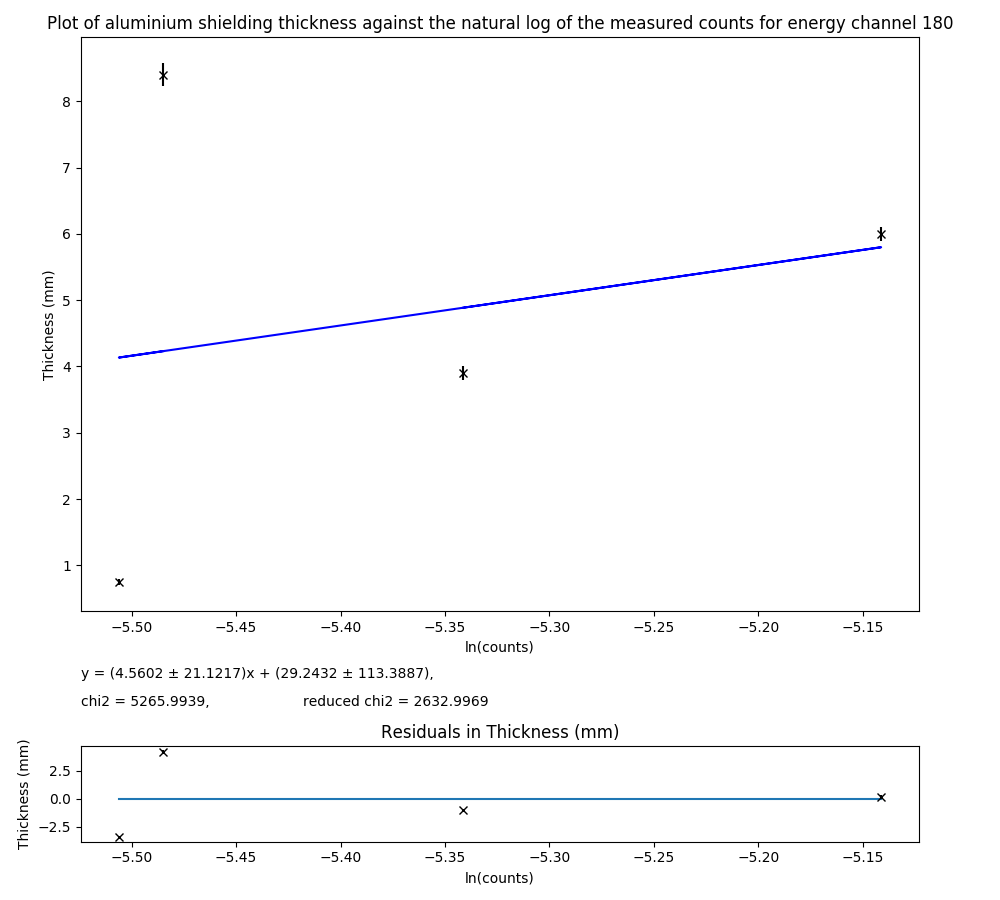 Plot of aluminium shielding thickness against the natural log of the measured counts for energy channel 180
Thickness (mm)
8
7
6
5
4
3
2
1
−5.50 −5.45 −5.40 −5.35 −5.30 −5.25 −5.20 −5.15
ln(counts)
y = (4.5602 ± 21.1217)x + (29.2432 ± 113.3887),
chi2 = 5265.9939, reduced chi2 = 2632.9969
Residuals in Thickness (mm)
Thickness (mm)
2.5
0.0
−2.5
−5.50 −5.45 −5.40 −5.35 −5.30 −5.25 −5.20 −5.15
ln(counts)